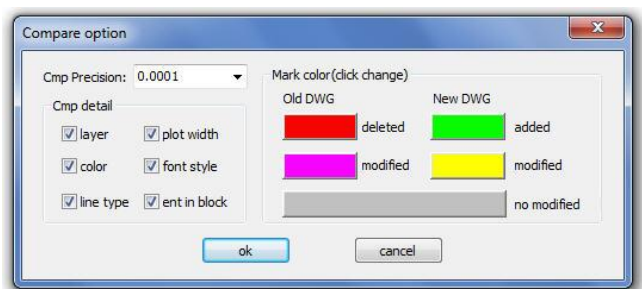 Compare option
Cmp Precision: 0.0001
Cmp detail
layer
plot width
color
font style
line type
ent in block
Mark color(click change)
Old DWG
New DWG
deleted
added
modified
modified
no modified
ok
cancel